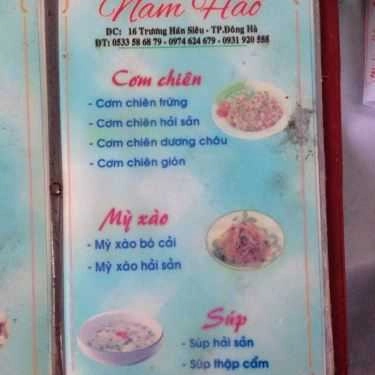 Nam Hảo
DC: 16 Trương Hán Siêu - TP.Đông Hà
ĐT: 0533 58 68 79 - 0974 624 679 - 0931 920 558
Cơm chiên
- Cơm chiên trứng
- Cơm chiên hải sản
- Cơm chiên dương châu
- Cơm chiên giòn
Mỳ xào
- Mỳ xào bò cải
- Mỳ xào hải sản
Súp
- Súp hải sản
- Súp thập cẩm